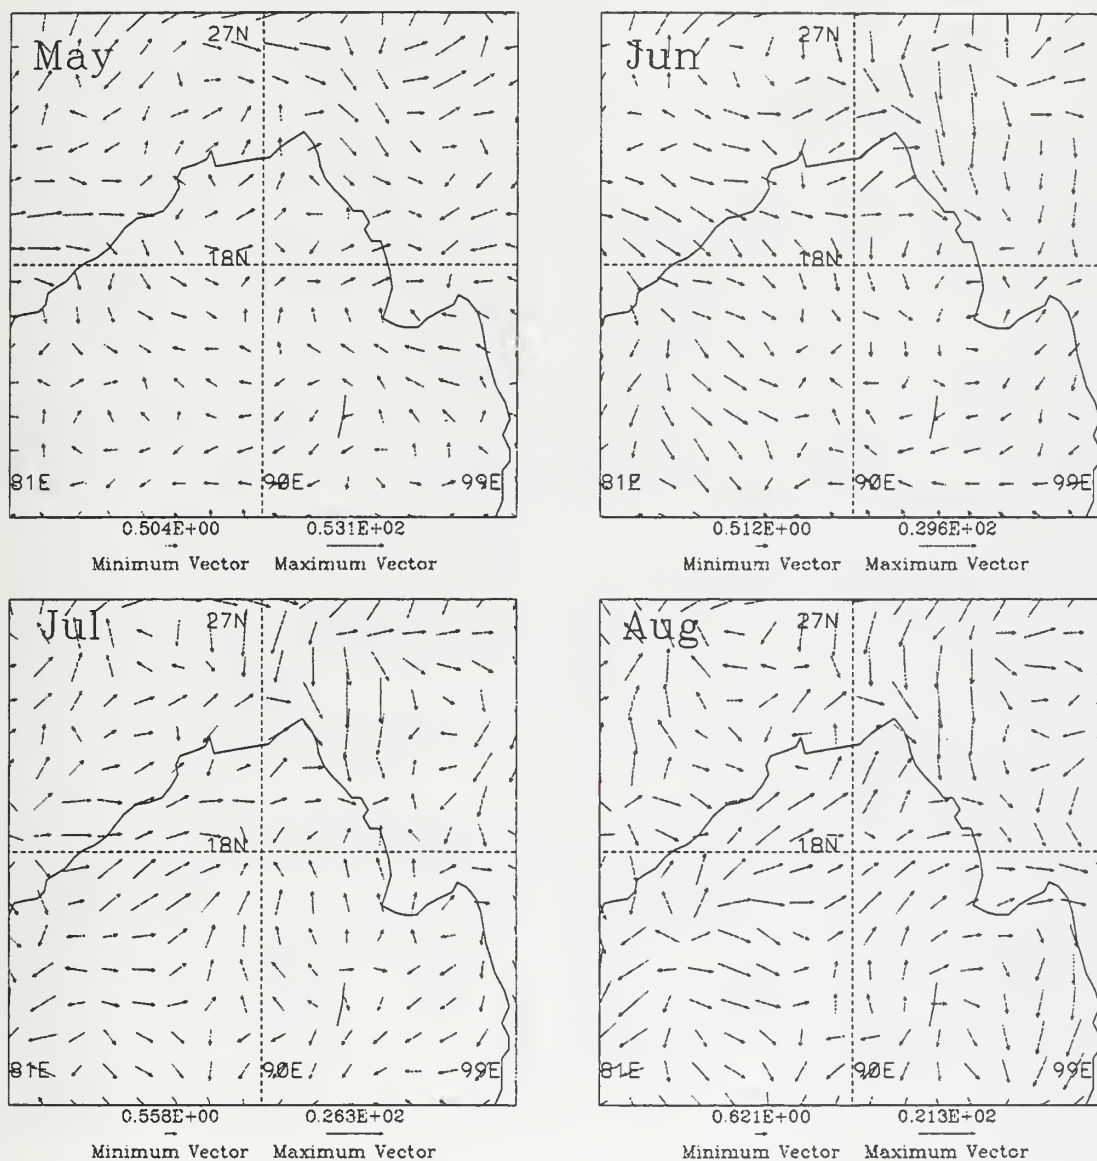 May
27N
18N
81E
90E
99E
0.504E+00
0.531E+02
Minimum Vector
Maximum Vector
Jun
27N
18N
81E
90E
99E
0.512E+00
0.296E+02
Minimum Vector
Maximum Vector
Jul
27N
18N
81E
90E
99E
0.558E+00
0.263E+02
Minimum Vector
Maximum Vector
Aug
27N
18N
81E
90E
99E
0.621E+00
0.213E+02
Minimum Vector
Maximum Vector